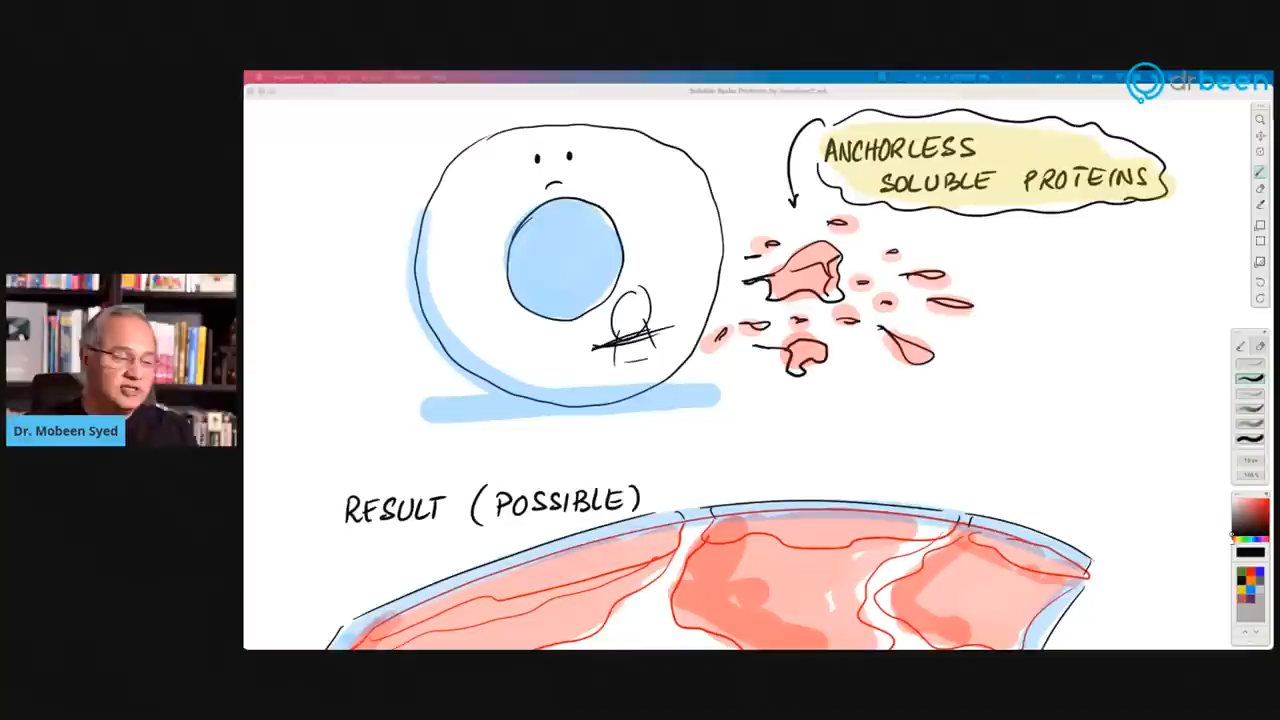 drbeen
ANCHORLESS
SOLUBLE PROTEINS
Dr. Mobeen Syed
RESULT (POSSIBLE)